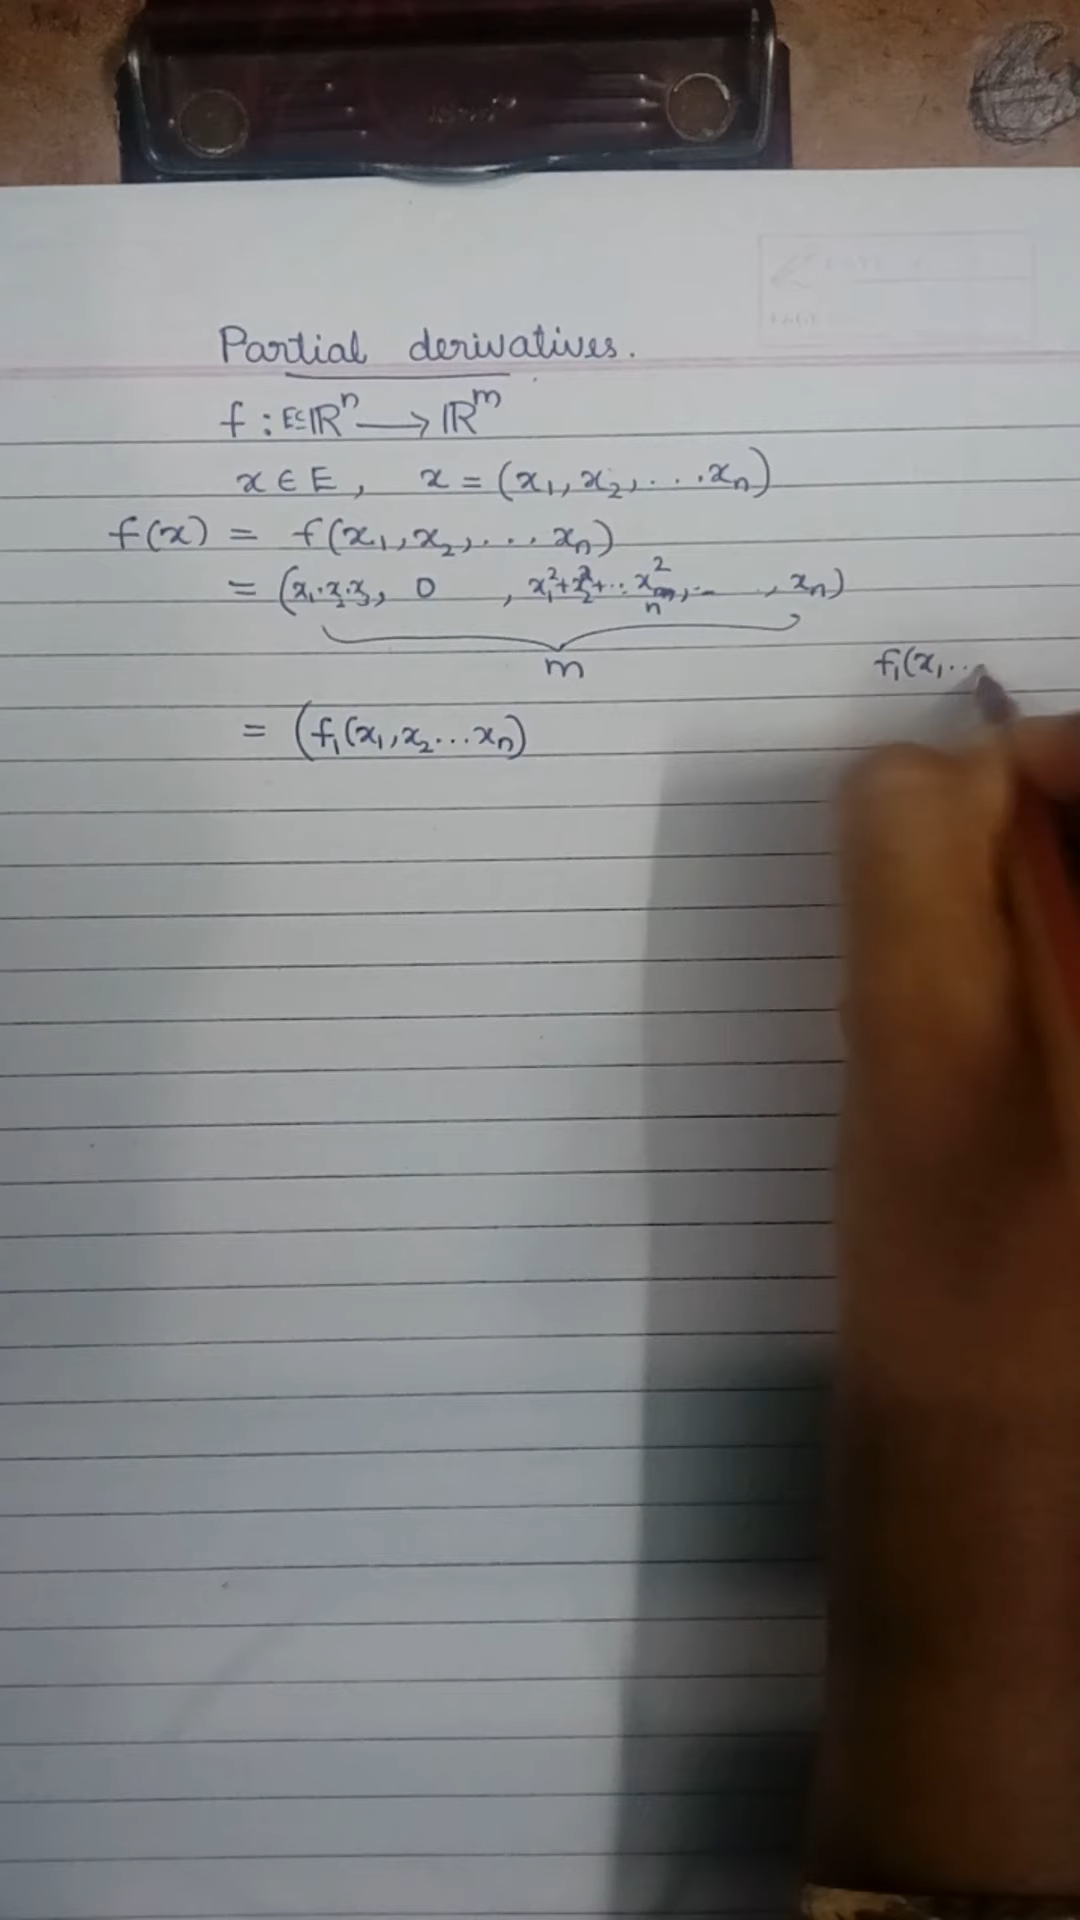 Partial derivatives.
f : E⊆ℝⁿ ⟶ ℝᵐ
x ∈ E, x = (x₁, x₂, ... xₙ)
f(x) = f(x₁, x₂, ... xₙ)
= (x₁·x₂·x₃, 0 , x₁²+x₂²+.. xₙ², - . . , xₙ)
m
f₁(x₁ ...
= (f₁(x₁, x₂ ... xₙ)